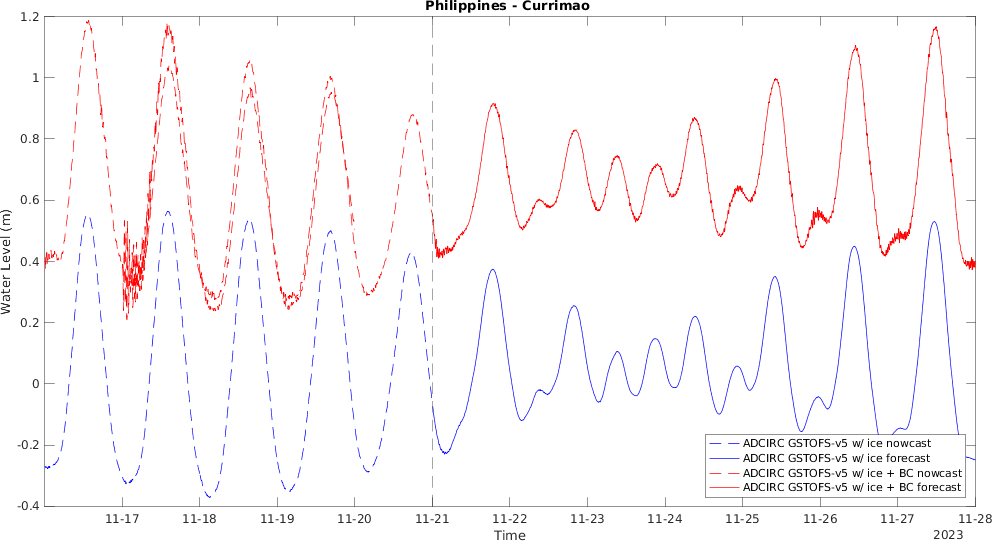 Philippines - Currimao
Water Level (m)
1.2
1
0.8
0.6
0.4
0.2
0
-0.2
-0.4
ADCIRC GSTOFS-v5 w/ ice nowcast
ADCIRC GSTOFS-v5 w/ ice forecast
ADCIRC GSTOFS-v5 w/ ice + BC nowcast
ADCIRC GSTOFS-v5 w/ ice + BC forecast
11-17 11-18 11-19 11-20 11-21 11-22 11-23 11-24 11-25 11-26 11-27 11-28
Time
2023